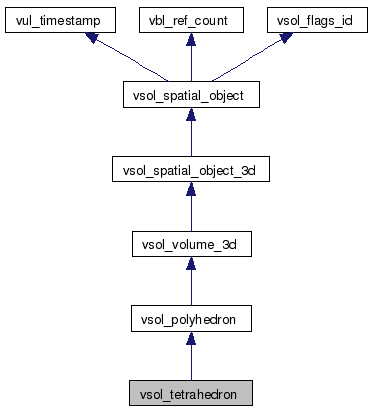 vul_timestamp vbl_ref_count vsol_flags_id
vsol_spatial_object
vsol_spatial_object_3d
vsol_volume_3d
vsol_polyhedron
vsol_tetrahedron